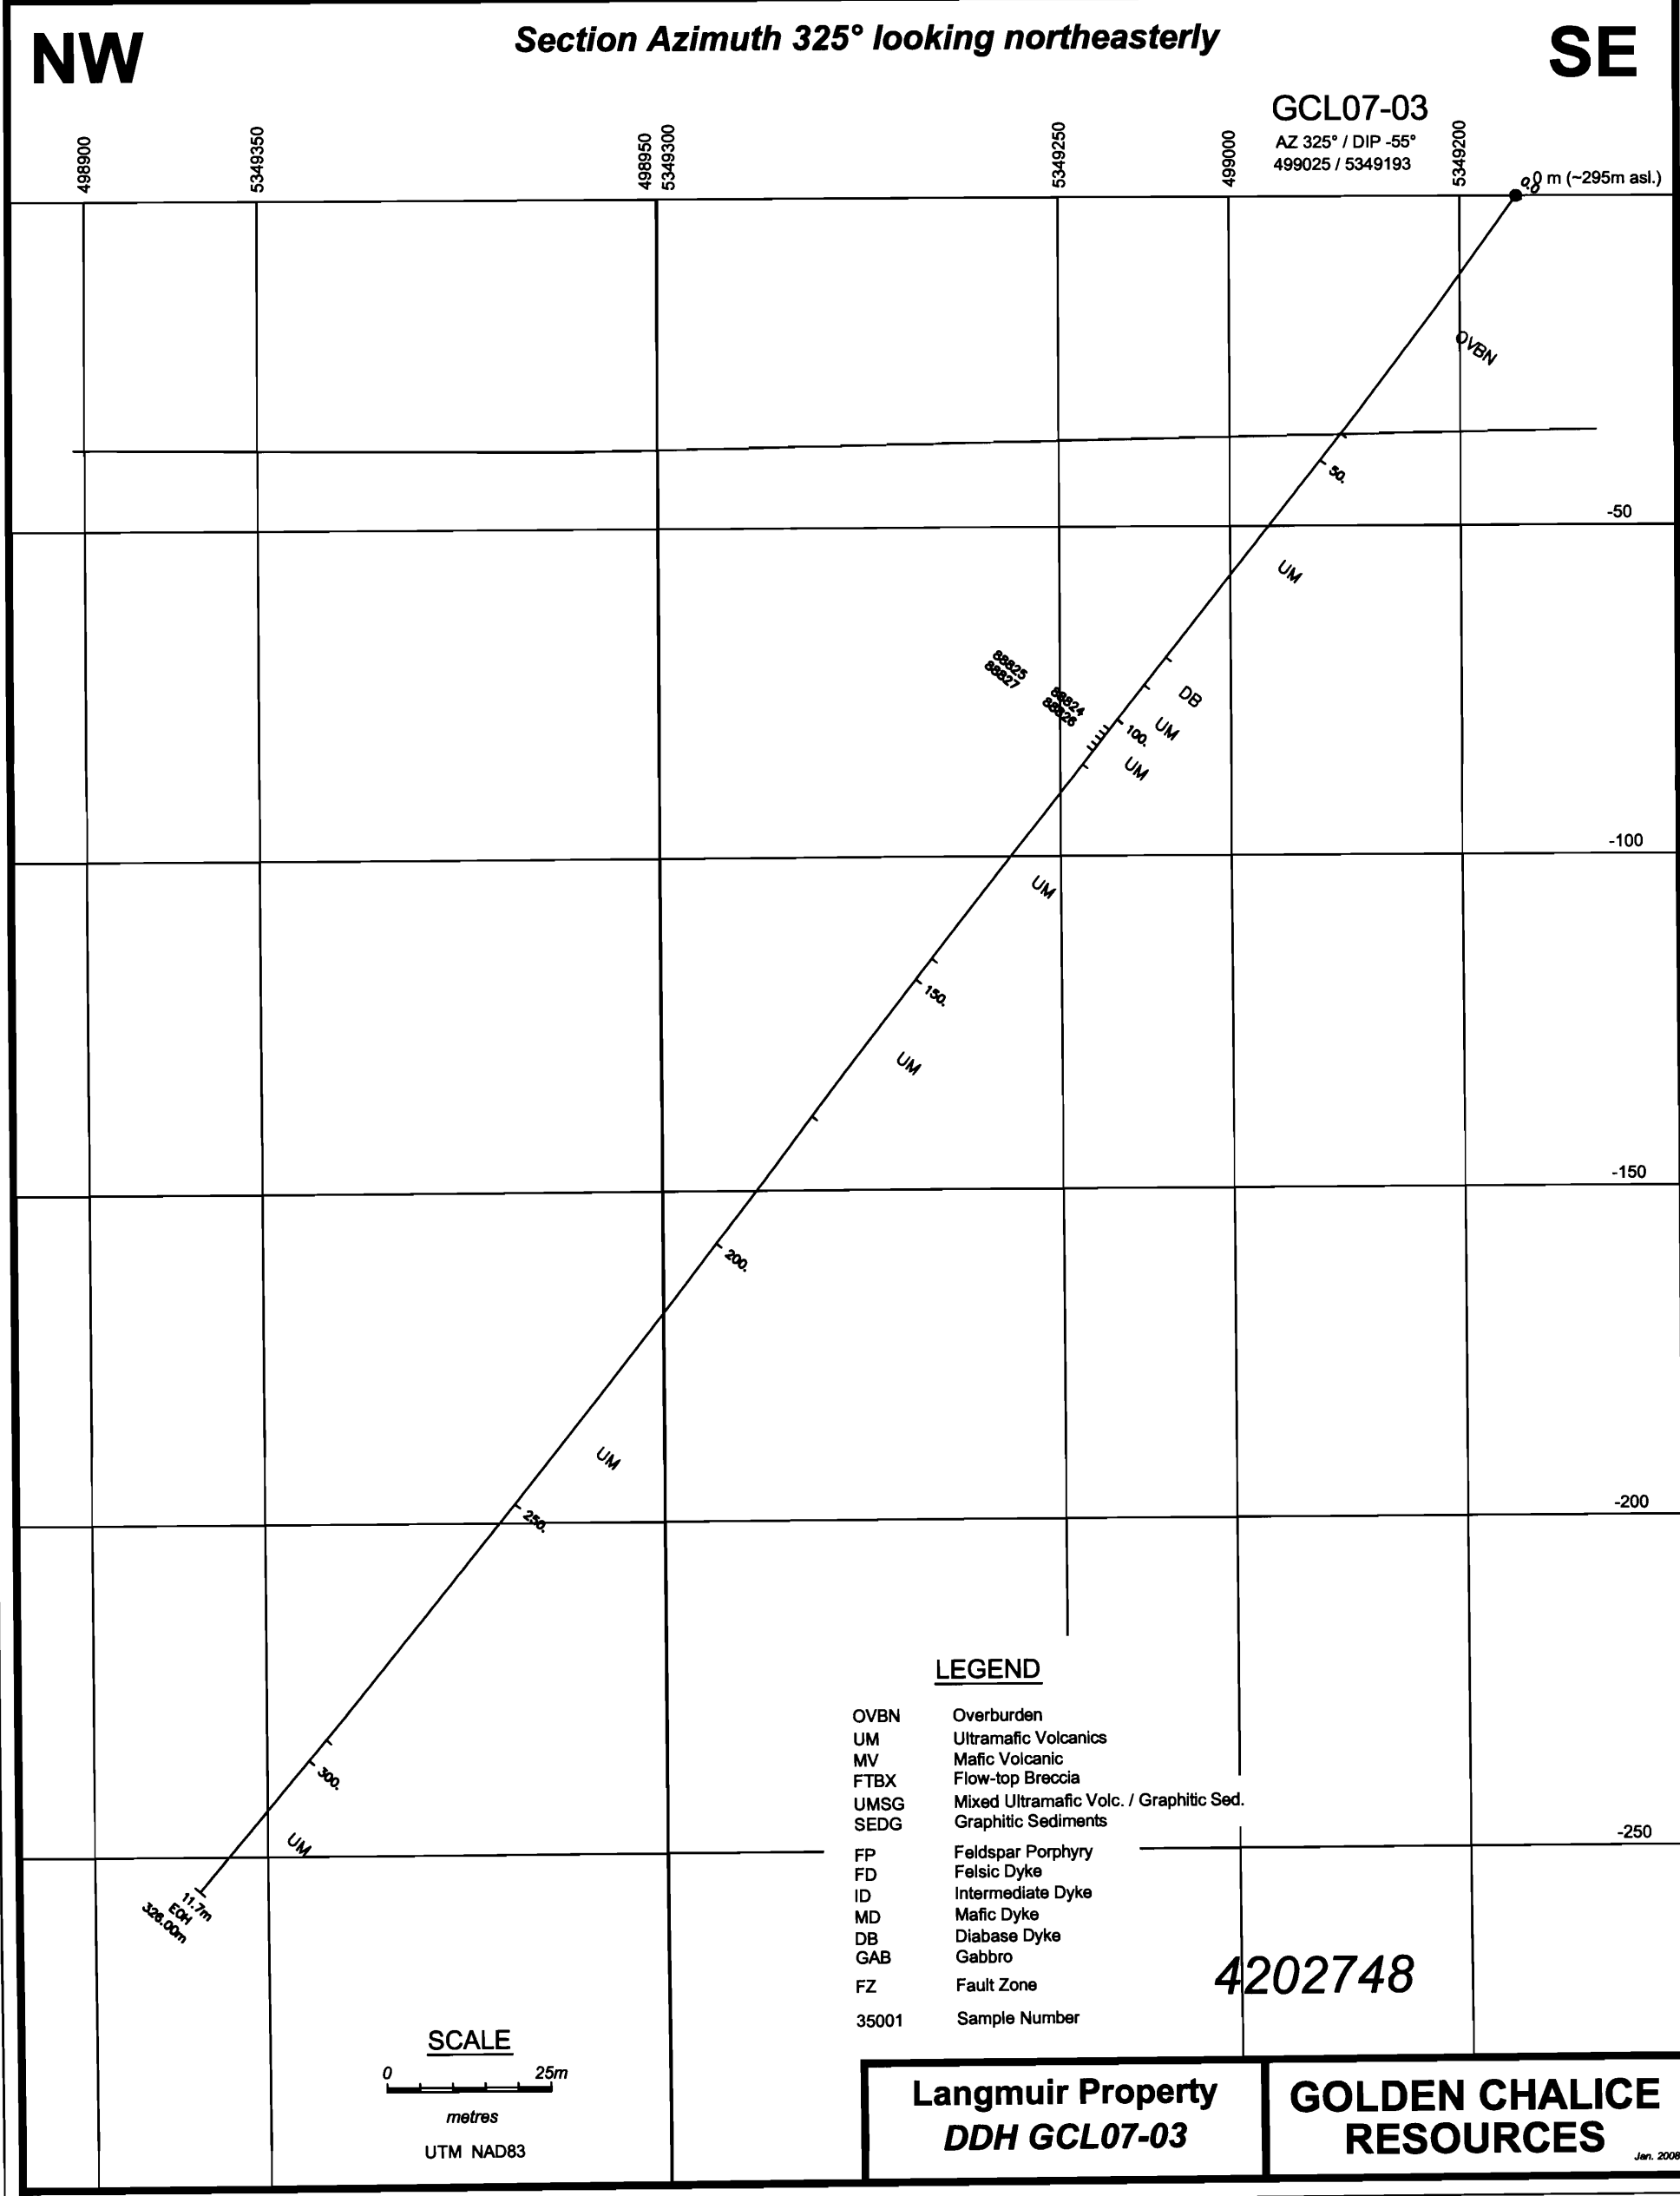 NW
Section Azimuth 325° looking northeasterly
SE
GCL07-03
AZ 325° / DIP -55°
499025 / 5349193
498900
5349350
498950
5349300
5349250
499000
5349200
0.0
0 m (~295m asl.)
OVBN
50.
-50
UM
88825
88827
88824
88826
DB
100.
UM
UM
-100
UM
150.
UM
-150
200.
UM
250.
-200
300.
UM
-250
11.7m
EOH
326.00m
LEGEND
OVBN Overburden
UM Ultramafic Volcanics
MV Mafic Volcanic
FTBX Flow-top Breccia
UMSG Mixed Ultramafic Volc. / Graphitic Sed.
SEDG Graphitic Sediments
FP Feldspar Porphyry
FD Felsic Dyke
ID Intermediate Dyke
MD Mafic Dyke
DB Diabase Dyke
GAB Gabbro
FZ Fault Zone
35001 Sample Number
4202748
SCALE
0 25m
metres
UTM NAD83
Langmuir Property
DDH GCL07-03
GOLDEN CHALICE
RESOURCES
Jan. 2008